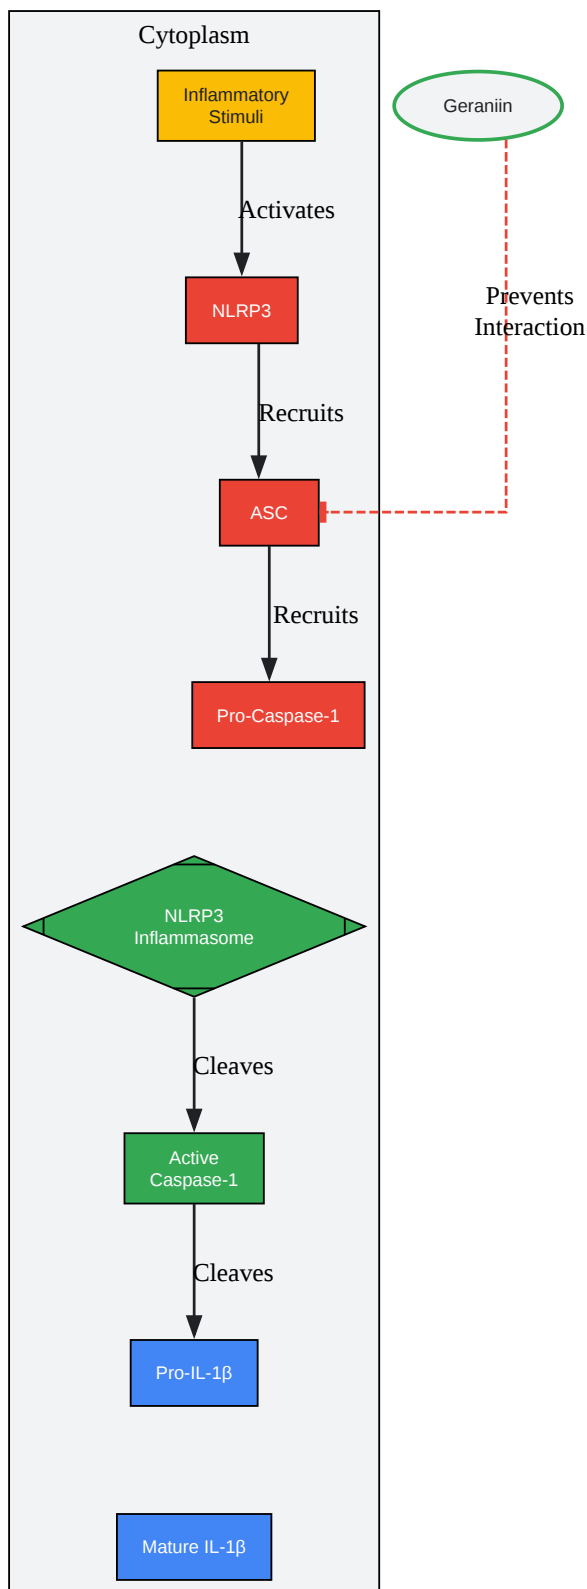 Cytoplasm
Inflammatory
Stimuli
Geraniin
Activates
Prevents
Interaction
NLRP3
Recruits
ASC
Recruits
Pro-Caspase-1
NLRP3
Inflammasome
Cleaves
Active
Caspase-1
Cleaves
Pro-IL-1β
Mature IL-1β